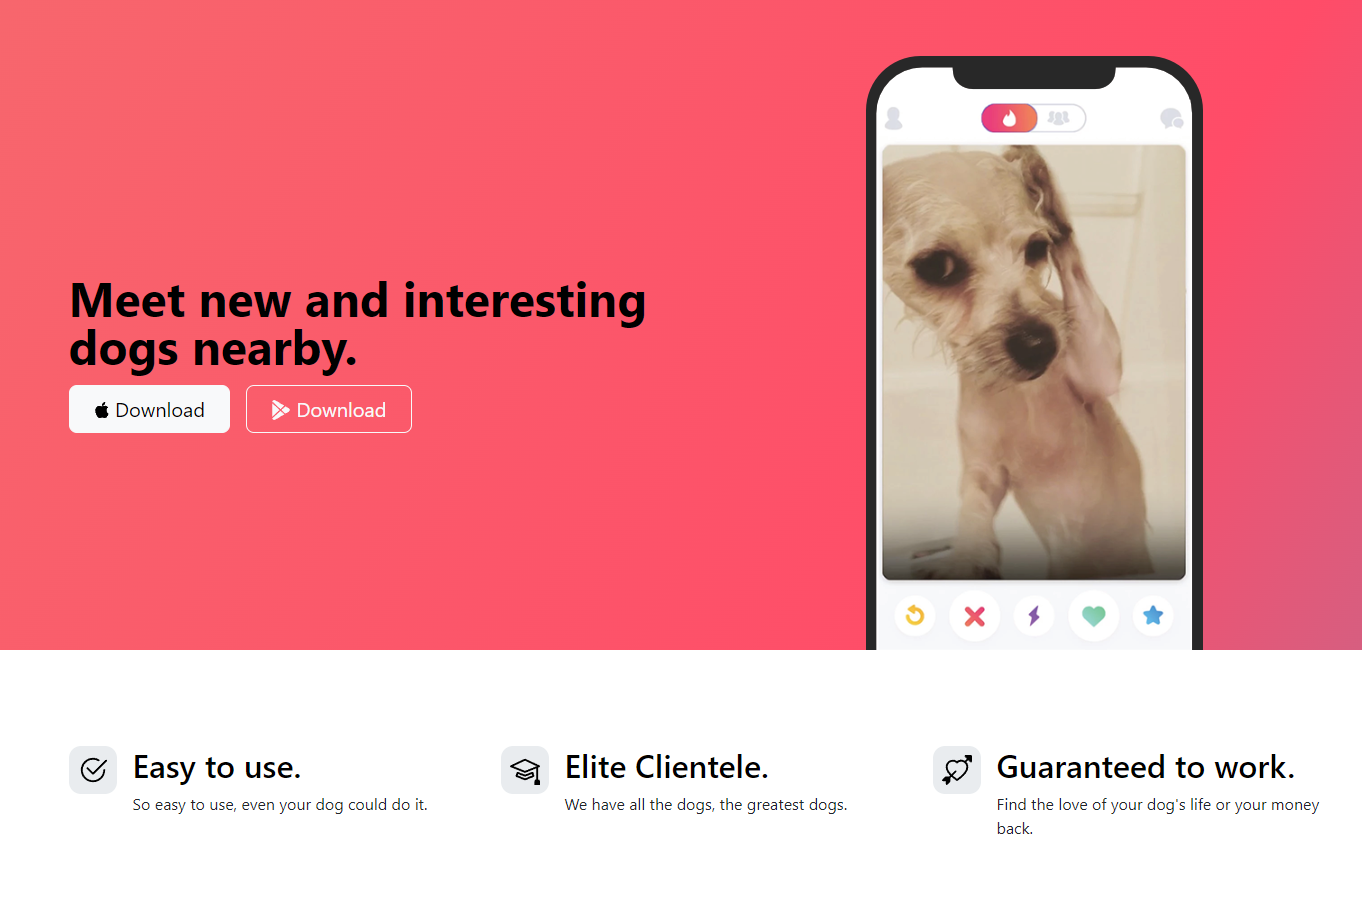 Meet new and interesting
dogs nearby.
Download
Download
Easy to use.
So easy to use, even your dog could do it.
Elite Clientele.
We have all the dogs, the greatest dogs.
Guaranteed to work.
Find the love of your dog's life or your money
back.